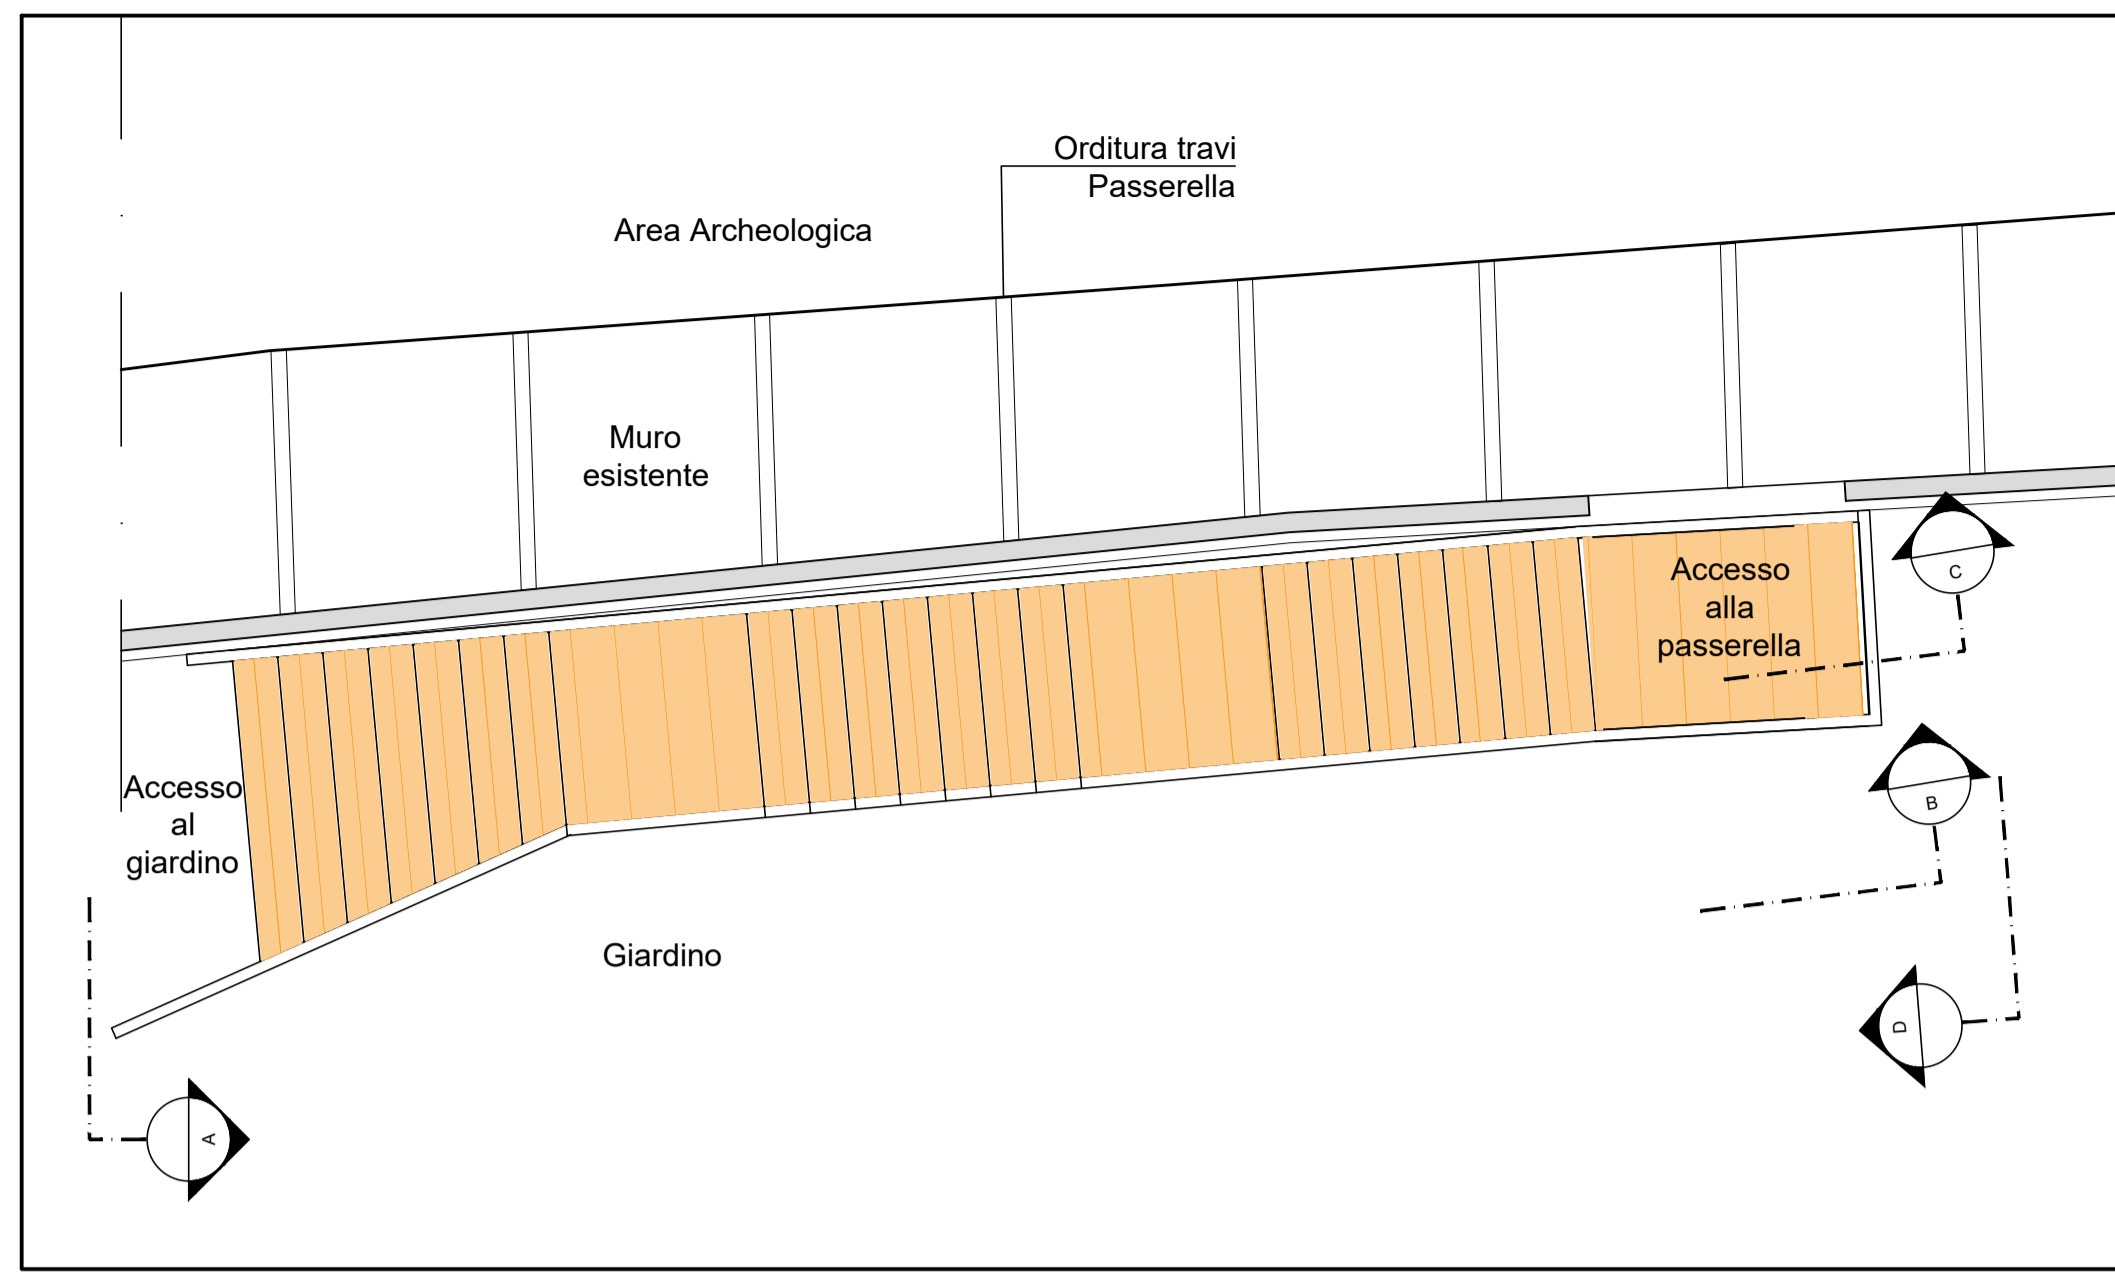 Orditura travi
Passerella
Area Archeologica
Muro
esistente
Accesso
alla
passerella
C
Accesso
al
giardino
B
Giardino
D
A